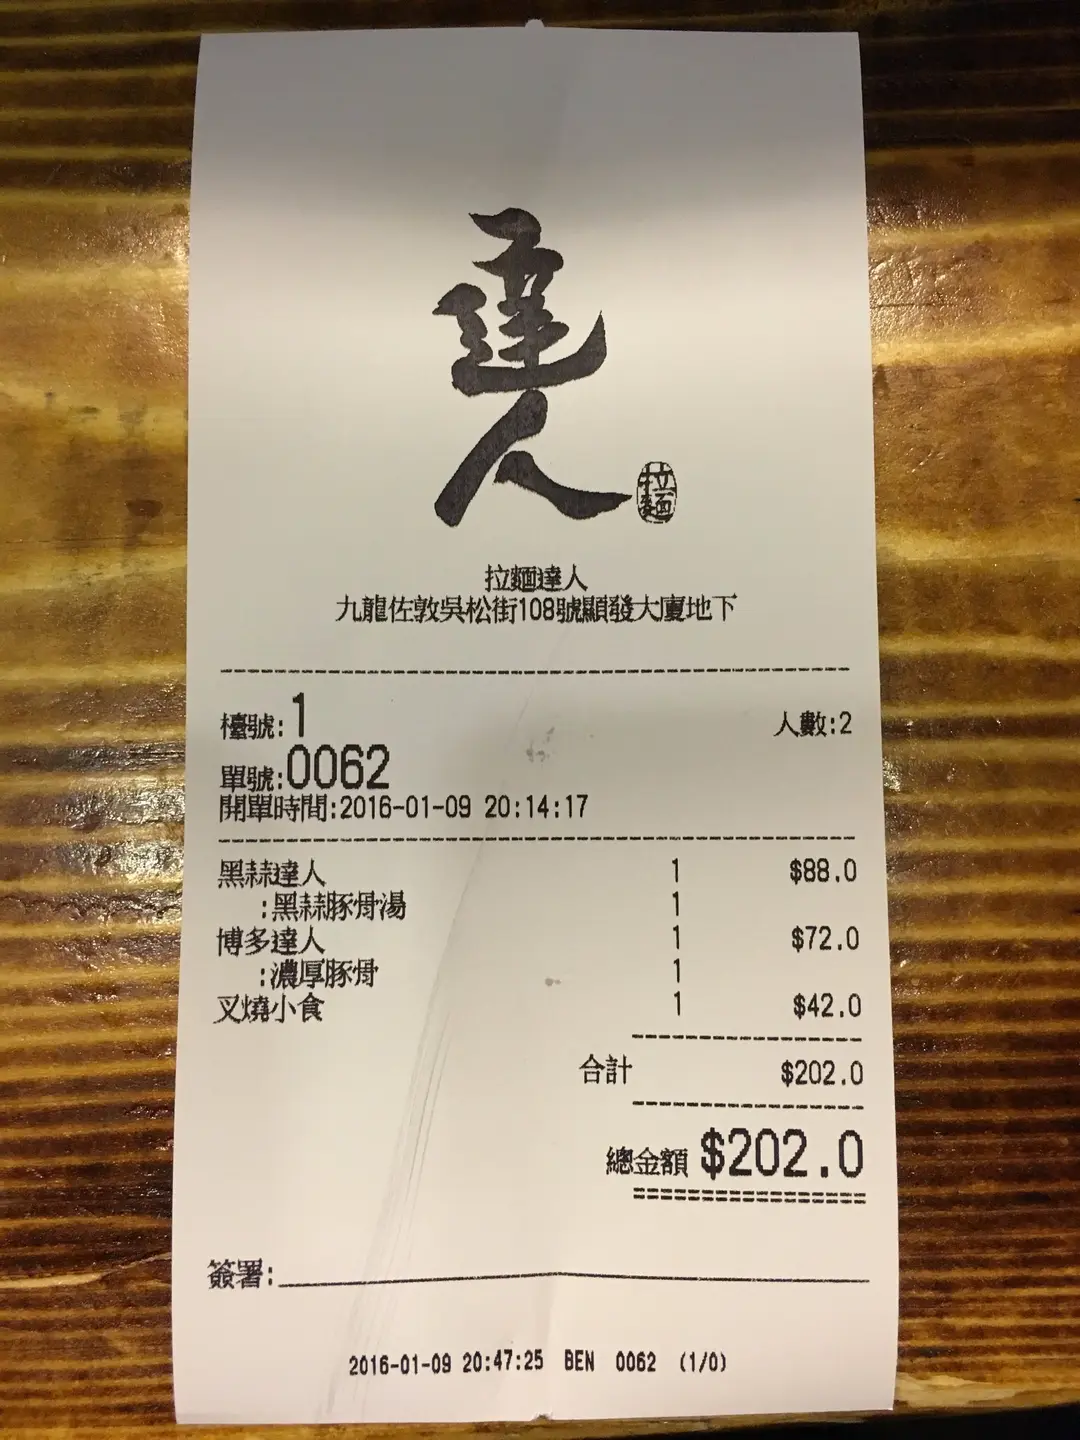 達人
拉麵
拉麵達人
九龍佐敦吳松街108號顯發大廈地下
檯號:1 人數:2
單號:0062
開單時間:2016-01-09 20:14:17
黑蒜達人 1 $88.0
:黑蒜豚骨湯 1
博多達人 1 $72.0
:濃厚豚骨 1
叉燒小食 1 $42.0
合計 $202.0
總金額 $202.0
簽署:
2016-01-09 20:47:25 BEN 0062 (1/0)